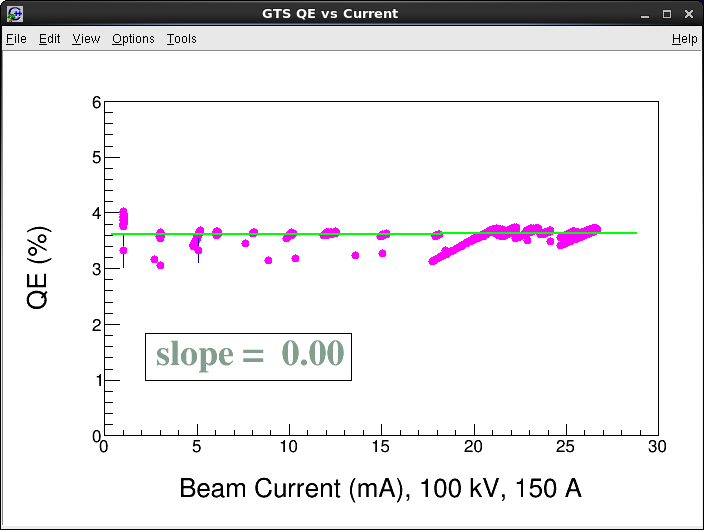 GTS QE vs Current
File Edit View Options Tools Help
6
5
4
3
2
1
0
QE (%)
slope = 0.00
0 5 10 15 20 25 30
Beam Current (mA), 100 kV, 150 A